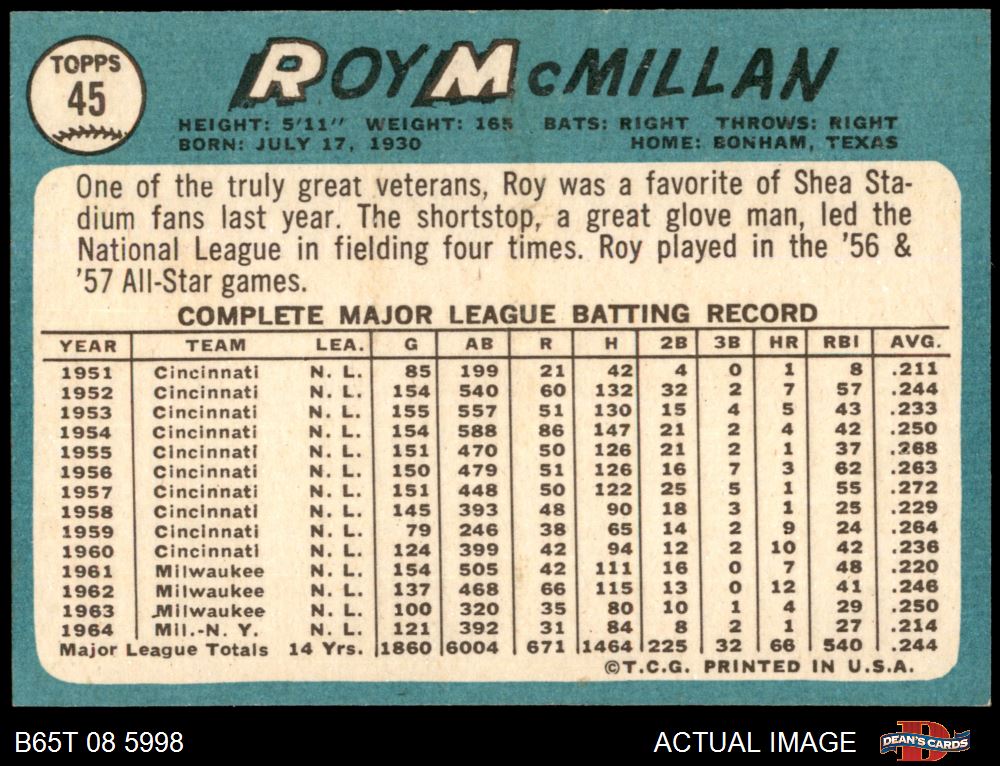 TOPPS
45
ROY McMILLAN
HEIGHT: 5'11" WEIGHT: 165 BATS: RIGHT THROWS: RIGHT
BORN: JULY 17, 1930 HOME: BONHAM, TEXAS
One of the truly great veterans, Roy was a favorite of Shea Sta-
dium fans last year. The shortstop, a great glove man, led the
National League in fielding four times. Roy played in the '56 &
'57 All-Star games.
COMPLETE MAJOR LEAGUE BATTING RECORD
YEAR TEAM LEA. G AB R H 2B 3B HR RBI AVG.
1951 Cincinnati N. L. 85 199 21 42 4 0 1 8 .211
1952 Cincinnati N. L. 154 540 60 132 32 2 7 57 .244
1953 Cincinnati N. L. 155 557 51 130 15 4 5 43 .233
1954 Cincinnati N. L. 154 588 86 147 21 2 4 42 .250
1955 Cincinnati N. L. 151 470 50 126 21 2 1 37 .268
1956 Cincinnati N. L. 150 479 51 126 16 7 3 62 .263
1957 Cincinnati N. L. 151 448 50 122 25 5 1 55 .272
1958 Cincinnati N. L. 145 393 48 90 18 3 1 25 .229
1959 Cincinnati N. L. 79 246 38 65 14 2 9 24 .264
1960 Cincinnati N. L. 124 399 42 94 12 2 10 42 .236
1961 Milwaukee N. L. 154 505 42 111 16 0 7 48 .220
1962 Milwaukee N. L. 137 468 66 115 13 0 12 41 .246
1963 Milwaukee N. L. 100 320 35 80 10 1 4 29 .250
1964 Mil.-N. Y. N. L. 121 392 31 84 8 2 1 27 .214
Major League Totals 14 Yrs. 1860 6004 671 1464 225 32 66 540 .244
©T.C.G. PRINTED IN U.S.A.
B65T 08 5998 ACTUAL IMAGE D DEAN'S CARDS